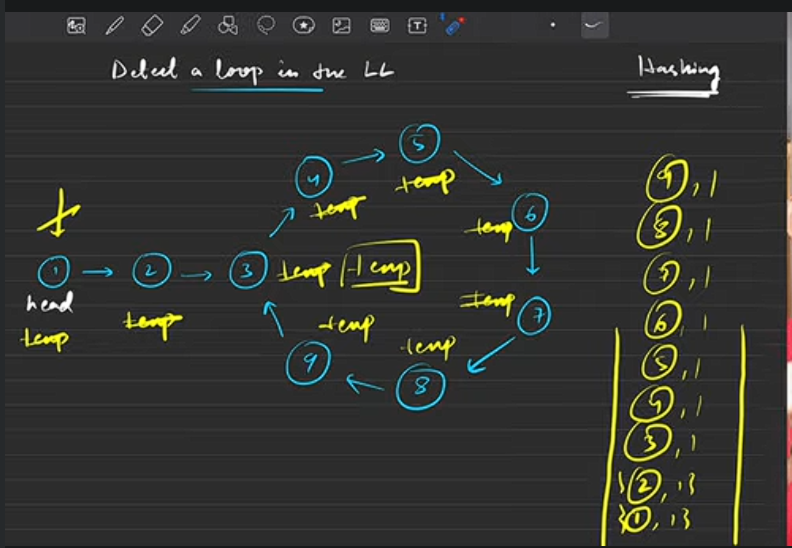 Detect a loop in the LL
Hashing
5
4
temp
temp
6
temp
1
2
3
temp
temp
head
temp
temp
temp
7
temp
temp
9
8
9, 1
8, 1
7, 1
6, 1
5, 1
4, 1
3, 1
{2, 1}
{1, 1}